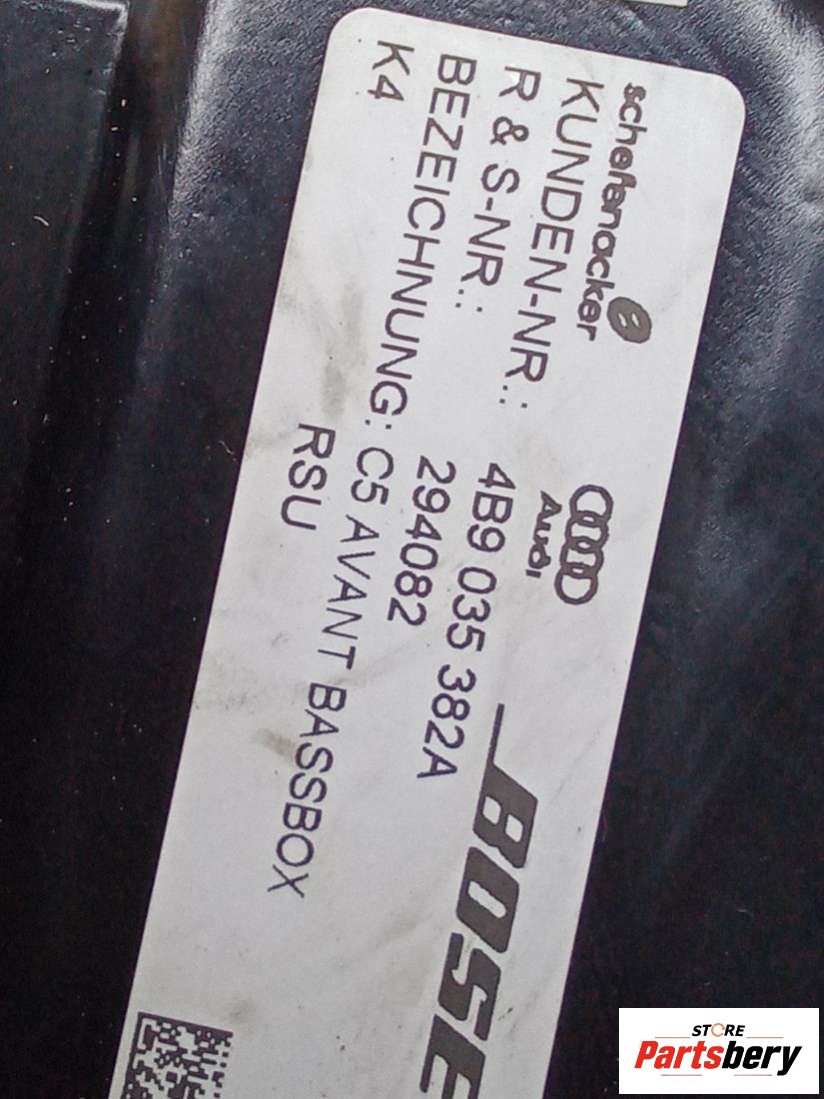 schefenacker
Audi
BOSE
KUNDEN-NR.: 4B9 035 382A
R & S-NR.: 294082
BEZEICHNUNG: C5 AVANT BASSBOX
RSU
K4
STORE
Partsbery